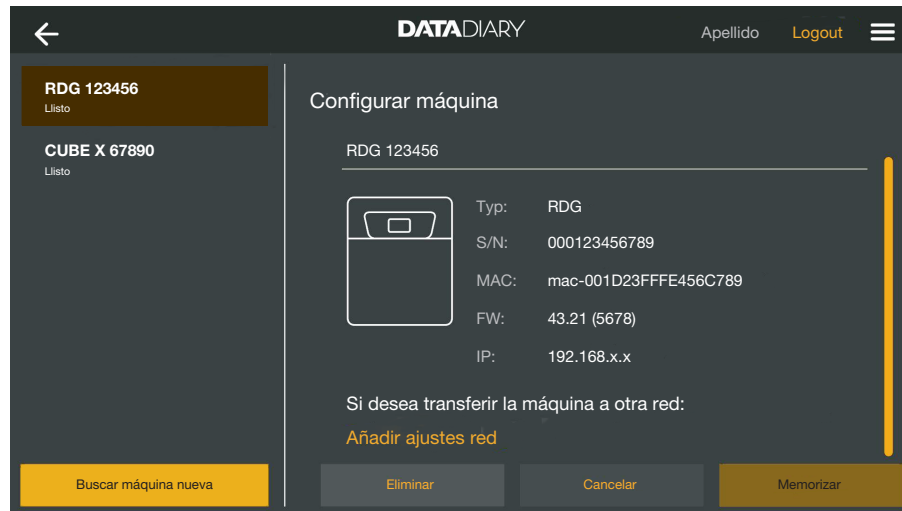 DATADIARY
Apellido
Logout
RDG 123456
Llisto
CUBE X 67890
Llisto
Buscar máquina nueva
Configurar máquina
RDG 123456
Typ: RDG
S/N: 000123456789
MAC: mac-001D23FFFE456C789
FW: 43.21 (5678)
IP: 192.168.x.x
Si desea transferir la máquina a otra red:
Añadir ajustes red
Eliminar
Cancelar
Memorizar